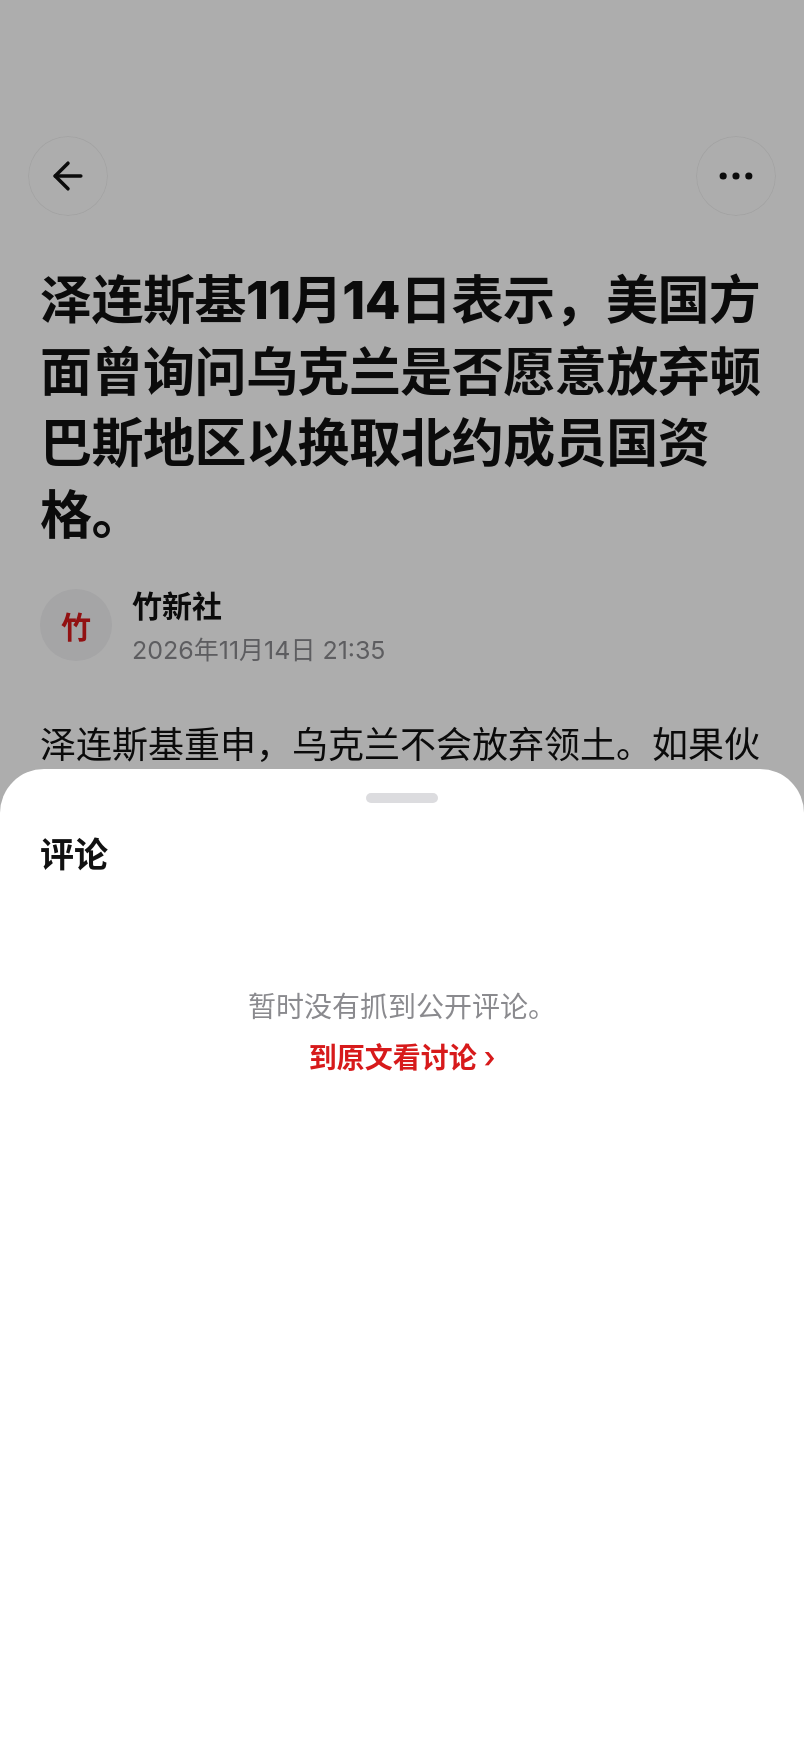 泽连斯基11月14日表示，美国方
面曾询问乌克兰是否愿意放弃顿
巴斯地区以换取北约成员国资
格。
竹
竹新社
2026年11月14日 21:35
泽连斯基重申，乌克兰不会放弃领土。如果伙
评论
暂时没有抓到公开评论。
到原文看讨论 ›